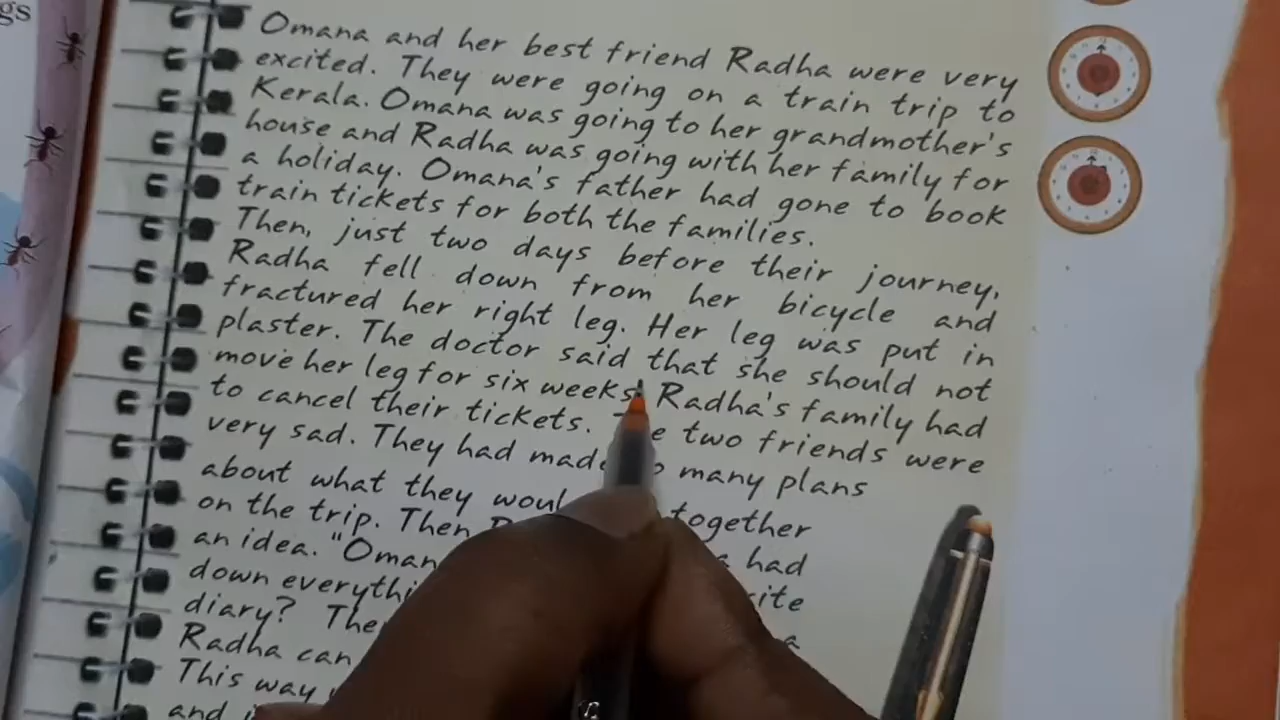 gs
Omana and her best friend Radha were very
excited. They were going on a train trip to
Kerala. Omana was going to her grandmother's
house and Radha was going with her family for
a holiday. Omana's father had gone to book
train tickets for both the families.
Then, just two days before their journey,
Radha fell down from her bicycle and
fractured her right leg. Her leg was put in
plaster. The doctor said that she should not
move her leg for six weeks. Radha's family had
to cancel their tickets. two friends were
very sad. They had made many plans
about what they together
on the trip. Then had
an idea.
down
diary?
Radha can
This way
and